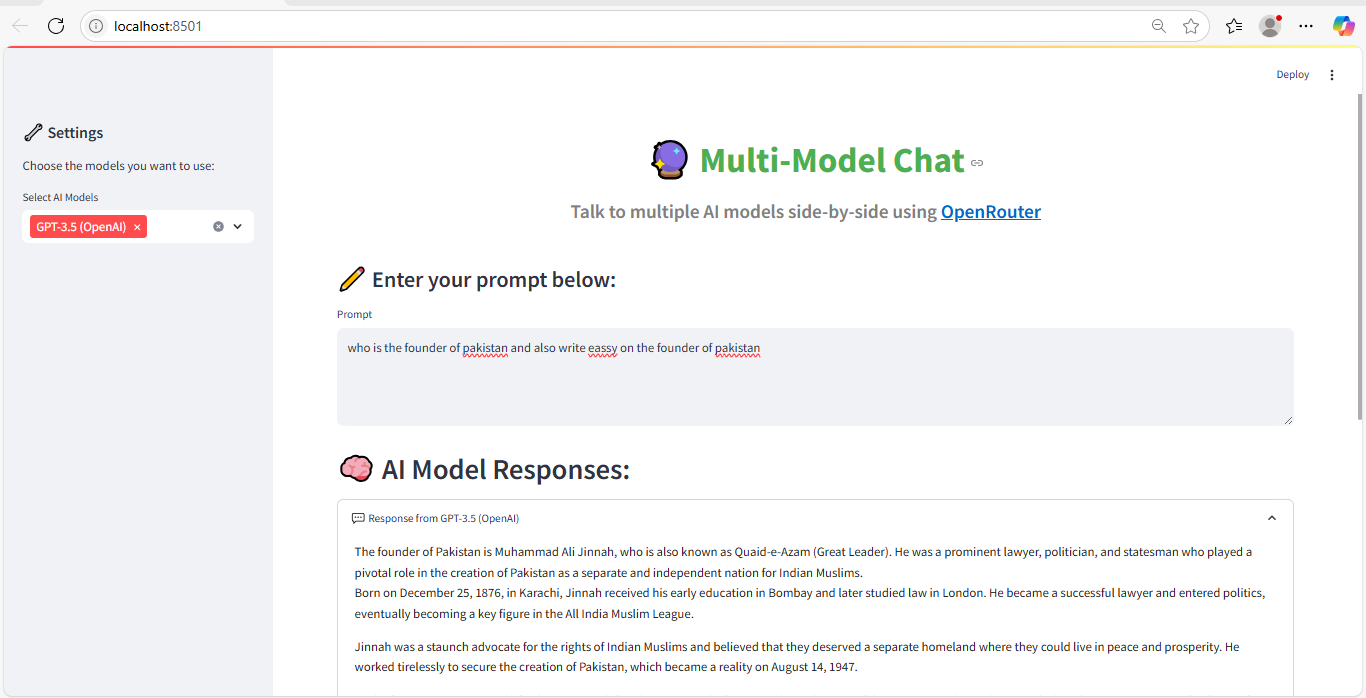 localhost:8501
Deploy
Settings
Choose the models you want to use:
Select AI Models
GPT-3.5 (OpenAI) ×
Multi-Model Chat
Talk to multiple AI models side-by-side using OpenRouter
Enter your prompt below:
Prompt
who is the founder of pakistan and also write eassy on the founder of pakistan
AI Model Responses:
Response from GPT-3.5 (OpenAI)
The founder of Pakistan is Muhammad Ali Jinnah, who is also known as Quaid-e-Azam (Great Leader). He was a prominent lawyer, politician, and statesman who played a
pivotal role in the creation of Pakistan as a separate and independent nation for Indian Muslims.
Born on December 25, 1876, in Karachi, Jinnah received his early education in Bombay and later studied law in London. He became a successful lawyer and entered politics,
eventually becoming a key figure in the All India Muslim League.
Jinnah was a staunch advocate for the rights of Indian Muslims and believed that they deserved a separate homeland where they could live in peace and prosperity. He
worked tirelessly to secure the creation of Pakistan, which became a reality on August 14, 1947.